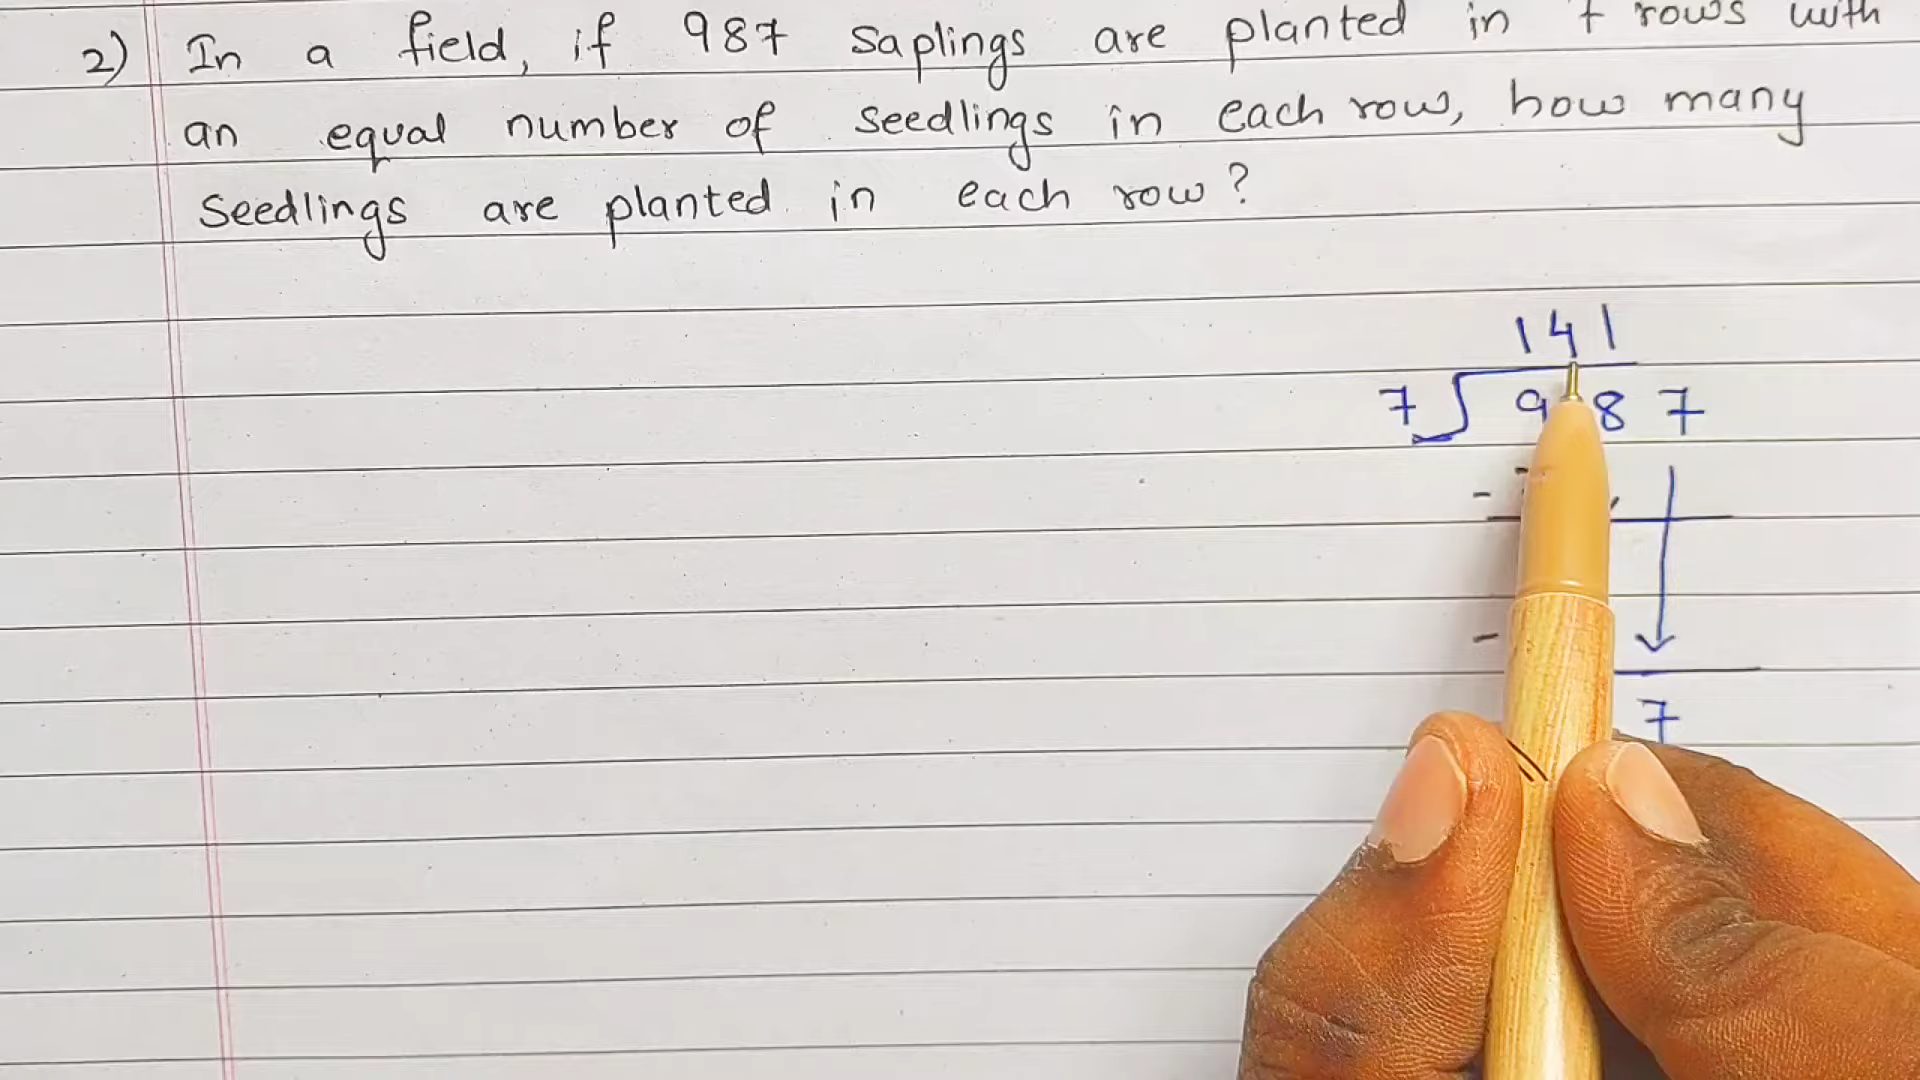 2) In a field, if 987 saplings are planted in 7 rows with
an equal number of seedlings in each row, how many
seedlings are planted in each row?
141
7 987
-
-
7